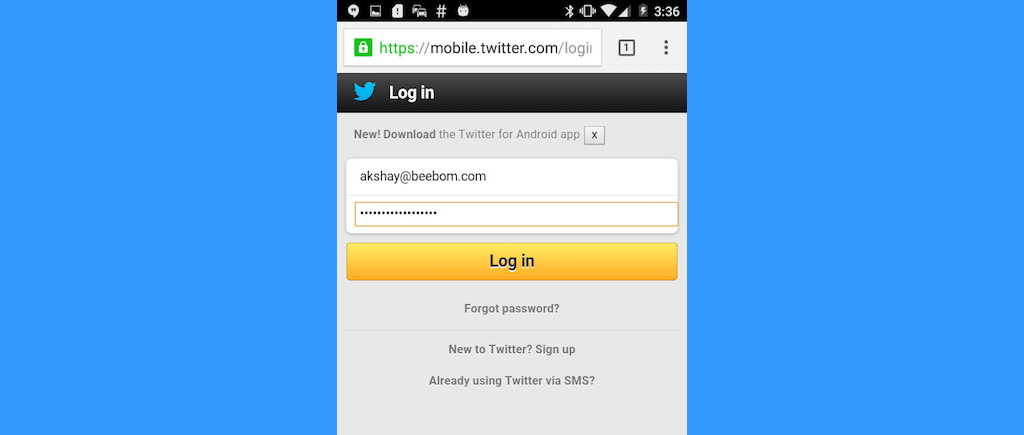 3:36
https://mobile.twitter.com/login
1
Log in
New! Download the Twitter for Android app x
akshay@beebom.com
••••••••••••••••••
Log in
Forgot password?
New to Twitter? Sign up
Already using Twitter via SMS?